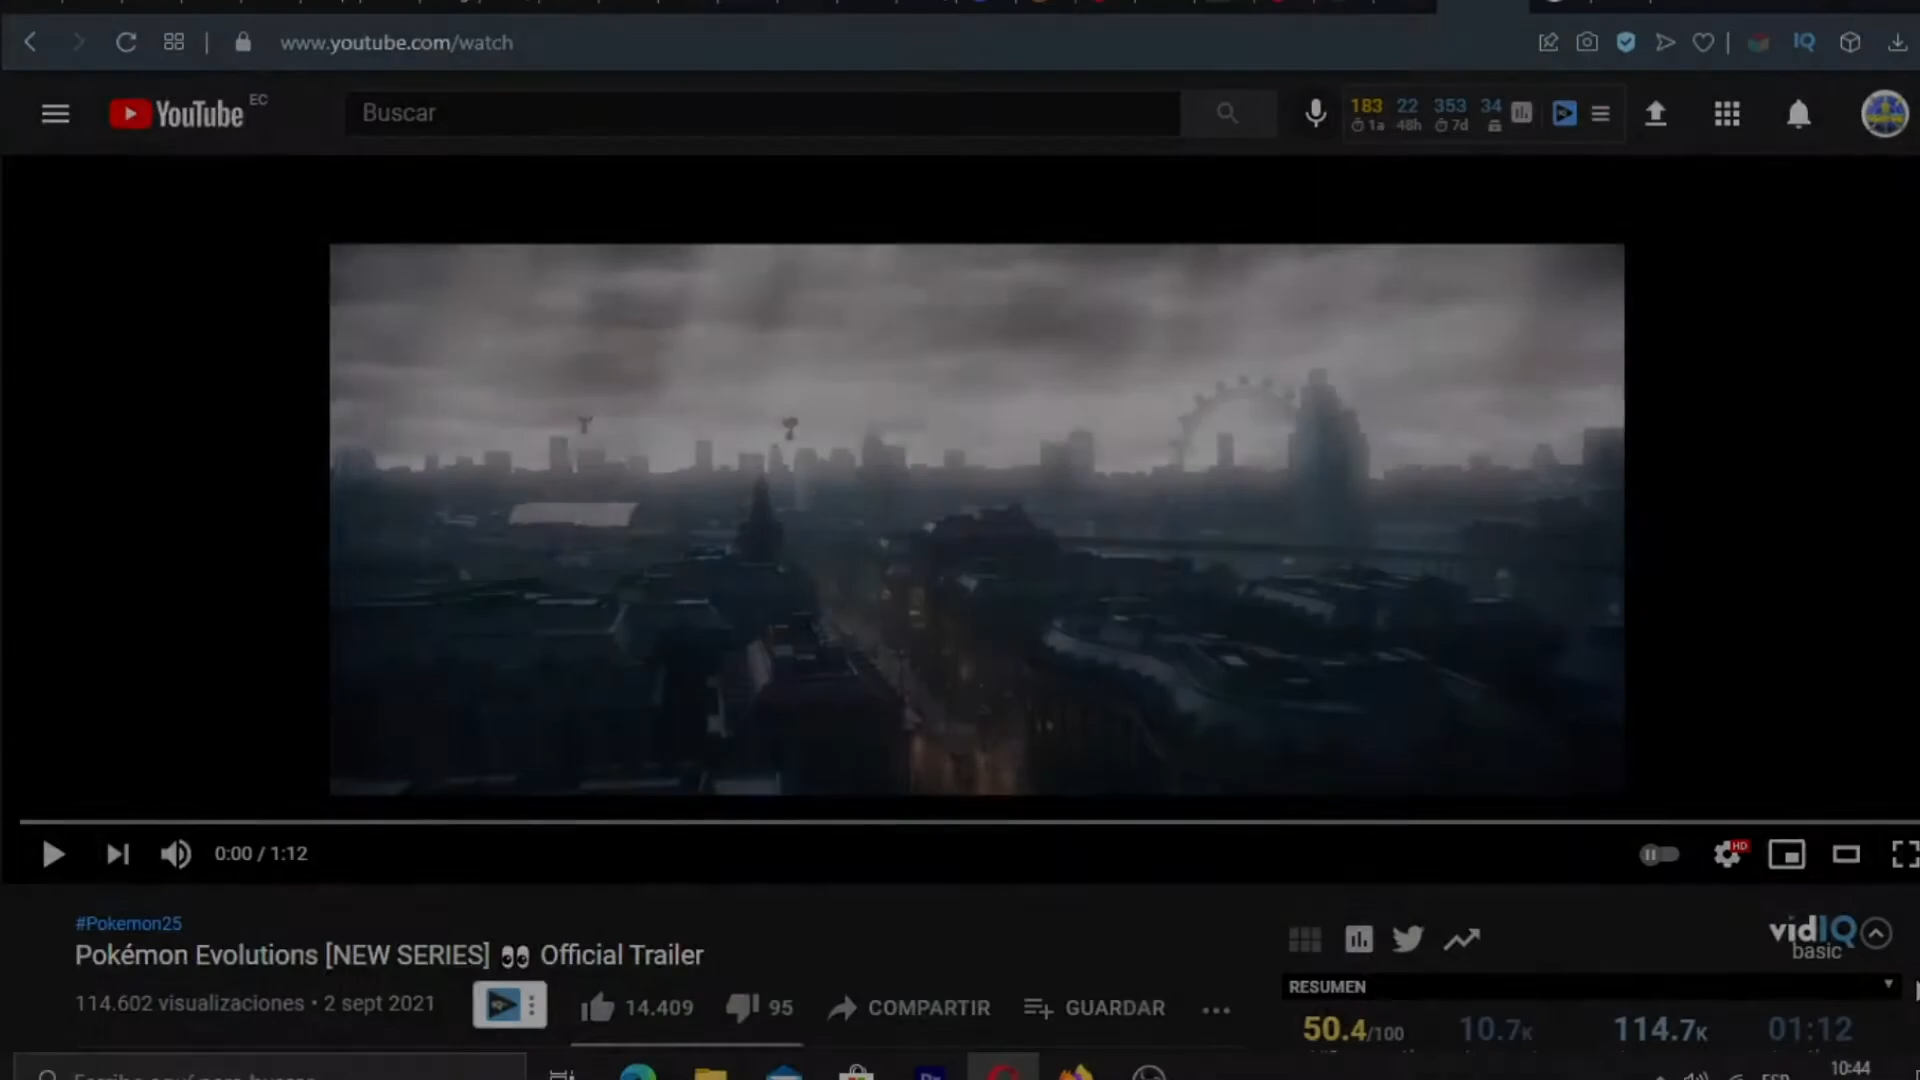 www.youtube.com/watch
YouTube EC
Buscar
183 22 353 34
1a 48h 7d
0:00 / 1:12
HD
#Pokemon25
Pokémon Evolutions [NEW SERIES] 👀 Official Trailer
114.602 visualizaciones • 2 sept 2021
14.409
95
COMPARTIR
GUARDAR
vidIQ
basic
RESUMEN
50.4/100 10.7K 114.7K 01:12
IQ
10:44